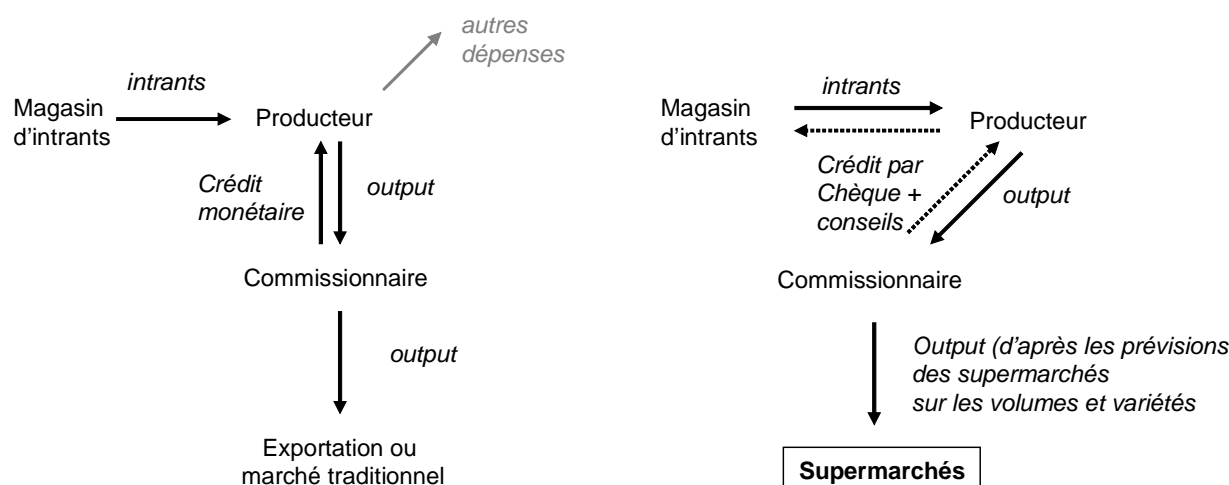 autres
dépenses
intrants
Magasin
d'intrants
Producteur
Crédit
monétaire
output
Commissionnaire
output
Exportation ou
marché traditionnel
intrants
Magasin
d'intrants
Producteur
Crédit par
Chèque +
conseils
output
Commissionnaire
Output (d'après les prévisions
des supermarchés
sur les volumes et variétés
Supermarchés